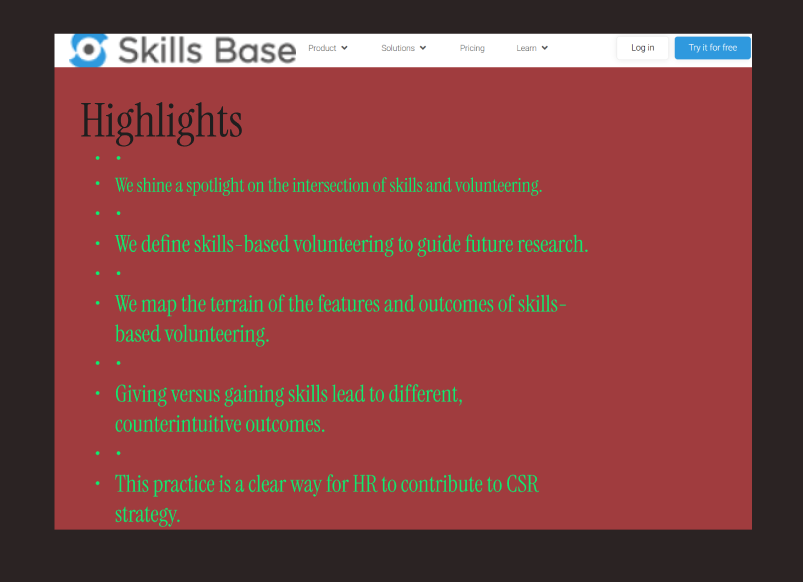 Skills Base Product Solutions Pricing Learn Log in Try it for free
Highlights
• •
• We shine a spotlight on the intersection of skills and volunteering.
• •
• We define skills-based volunteering to guide future research.
• •
• We map the terrain of the features and outcomes of skills-
based volunteering.
• •
• Giving versus gaining skills lead to different,
counterintuitive outcomes.
• •
• This practice is a clear way for HR to contribute to CSR
strategy.